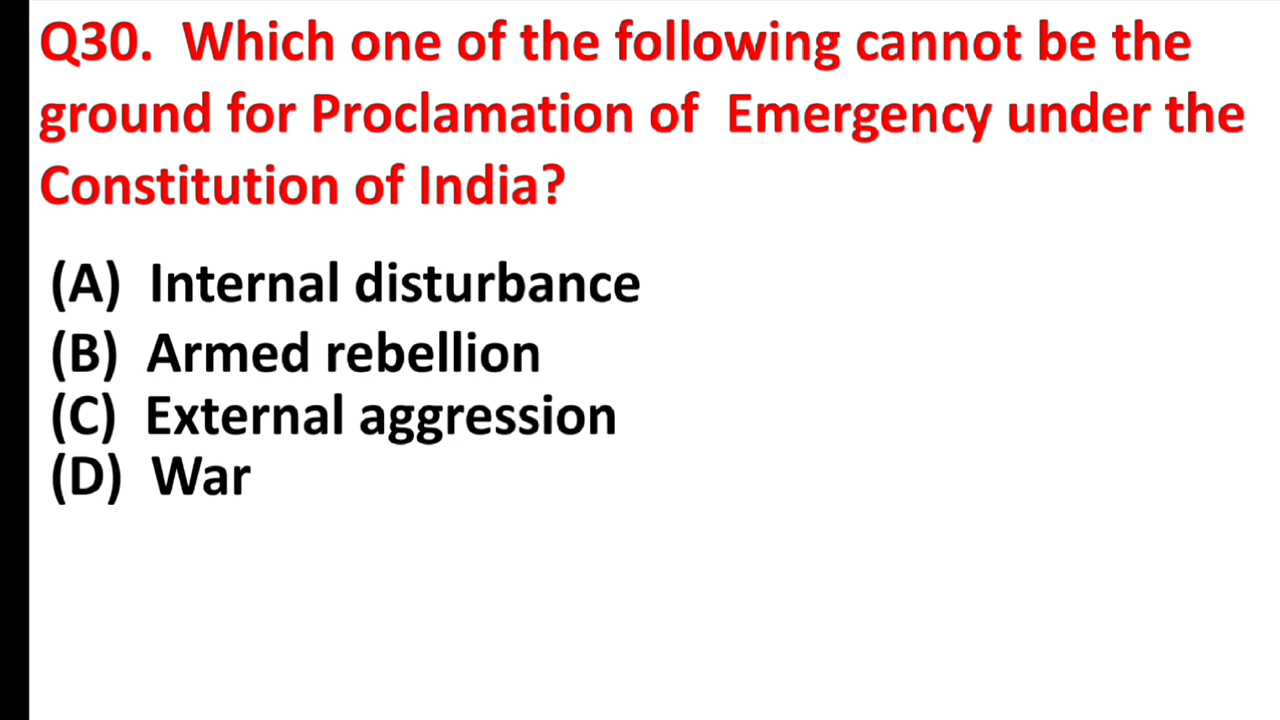 Q30. Which one of the following cannot be the
ground for Proclamation of Emergency under the
Constitution of India?
(A) Internal disturbance
(B) Armed rebellion
(C) External aggression
(D) War